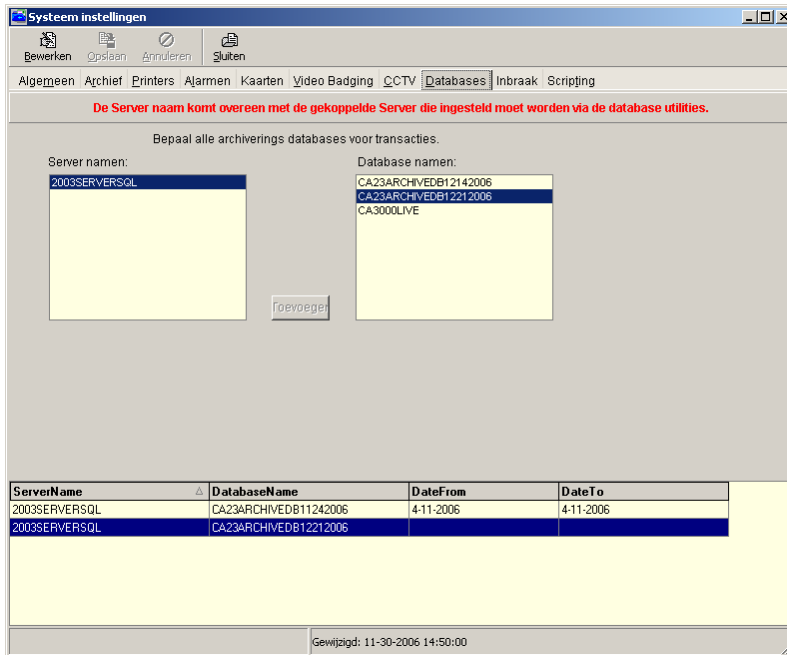 Systeem instellingen
Bewerken Opslaan Annuleren Sluiten
Algemeen Archief Printers Alarmen Kaarten Video Badging CCTV Databases Inbraak Scripting
De Server naam komt overeen met de gekoppelde Server die ingesteld moet worden via de database utilities.
Bepaal alle archiverings databases voor transacties.
Server namen: Database namen:
2003SERVERSQL CA23ARCHIVEDB12142006
CA23ARCHIVEDB12212006
CA3000LIVE
Toevoeger
ServerName DatabaseName DateFrom DateTo
2003SERVERSQL CA23ARCHIVEDB11242006 4-11-2006 4-11-2006
2003SERVERSQL CA23ARCHIVEDB12212006
Gewijzigd: 11-30-2006 14:50:00